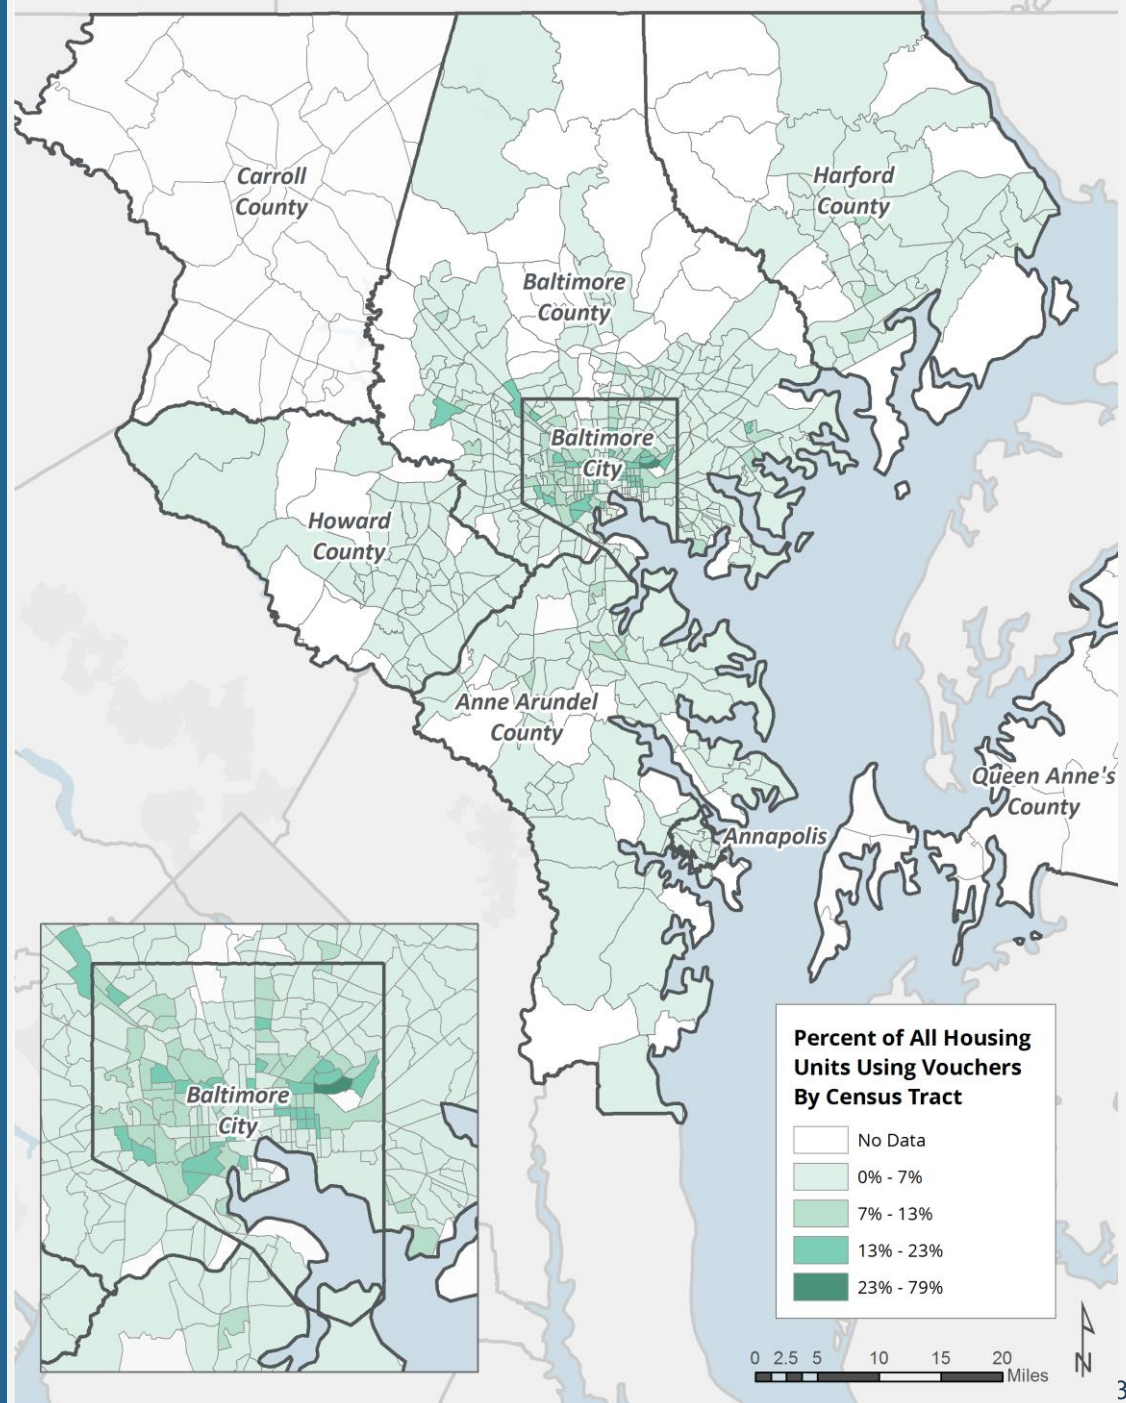 Carroll
County
Harford
County
Baltimore
County
Baltimore
City
Howard
County
Anne Arundel
County
Queen Anne's
County
Annapolis
Baltimore
City
Percent of All Housing
Units Using Vouchers
By Census Tract
No Data
0% - 7%
7% - 13%
13% - 23%
23% - 79%
N
0 2.5 5 10 15 20
Miles
3